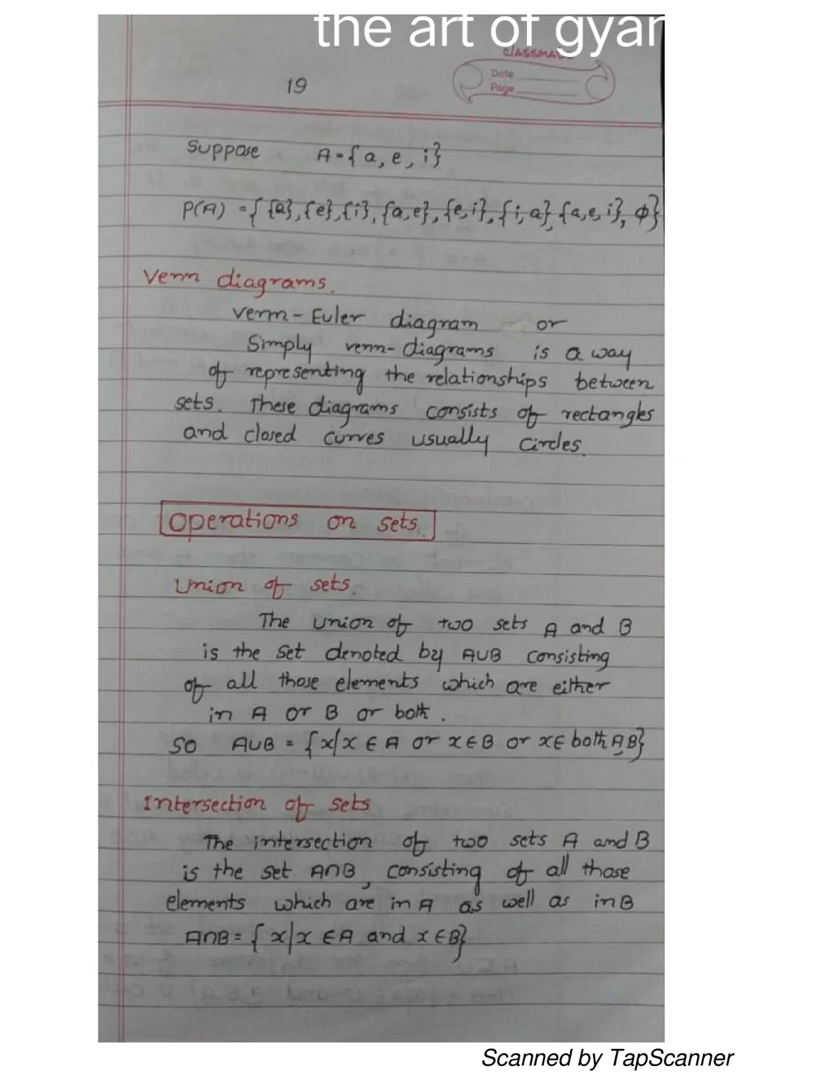 the art of gyan
classmate
Date
Page
19
Suppose A = {a, e, i}
P(A) = { {a}, {e}, {i}, {a,e}, {e,i}, {i,a}, {a,e,i}, ϕ}
Venn diagrams.
Venn-Euler diagram or
Simply venn-diagrams is a way
of representing the relationships between
sets. These diagrams consists of rectangles
and closed curves usually circles.
Operations on sets.
Union of sets.
The union of two sets A and B
is the set denoted by A∪B consisting
of all those elements which are either
in A or B or both.
SO A∪B = {x/x ∈ A or x ∈ B or x ∈ both A,B}
Intersection of sets
The intersection of two sets A and B
is the set A∩B, consisting of all those
elements which are in A as well as in B
A∩B = { x/x ∈ A and x ∈ B}
Scanned by TapScanner